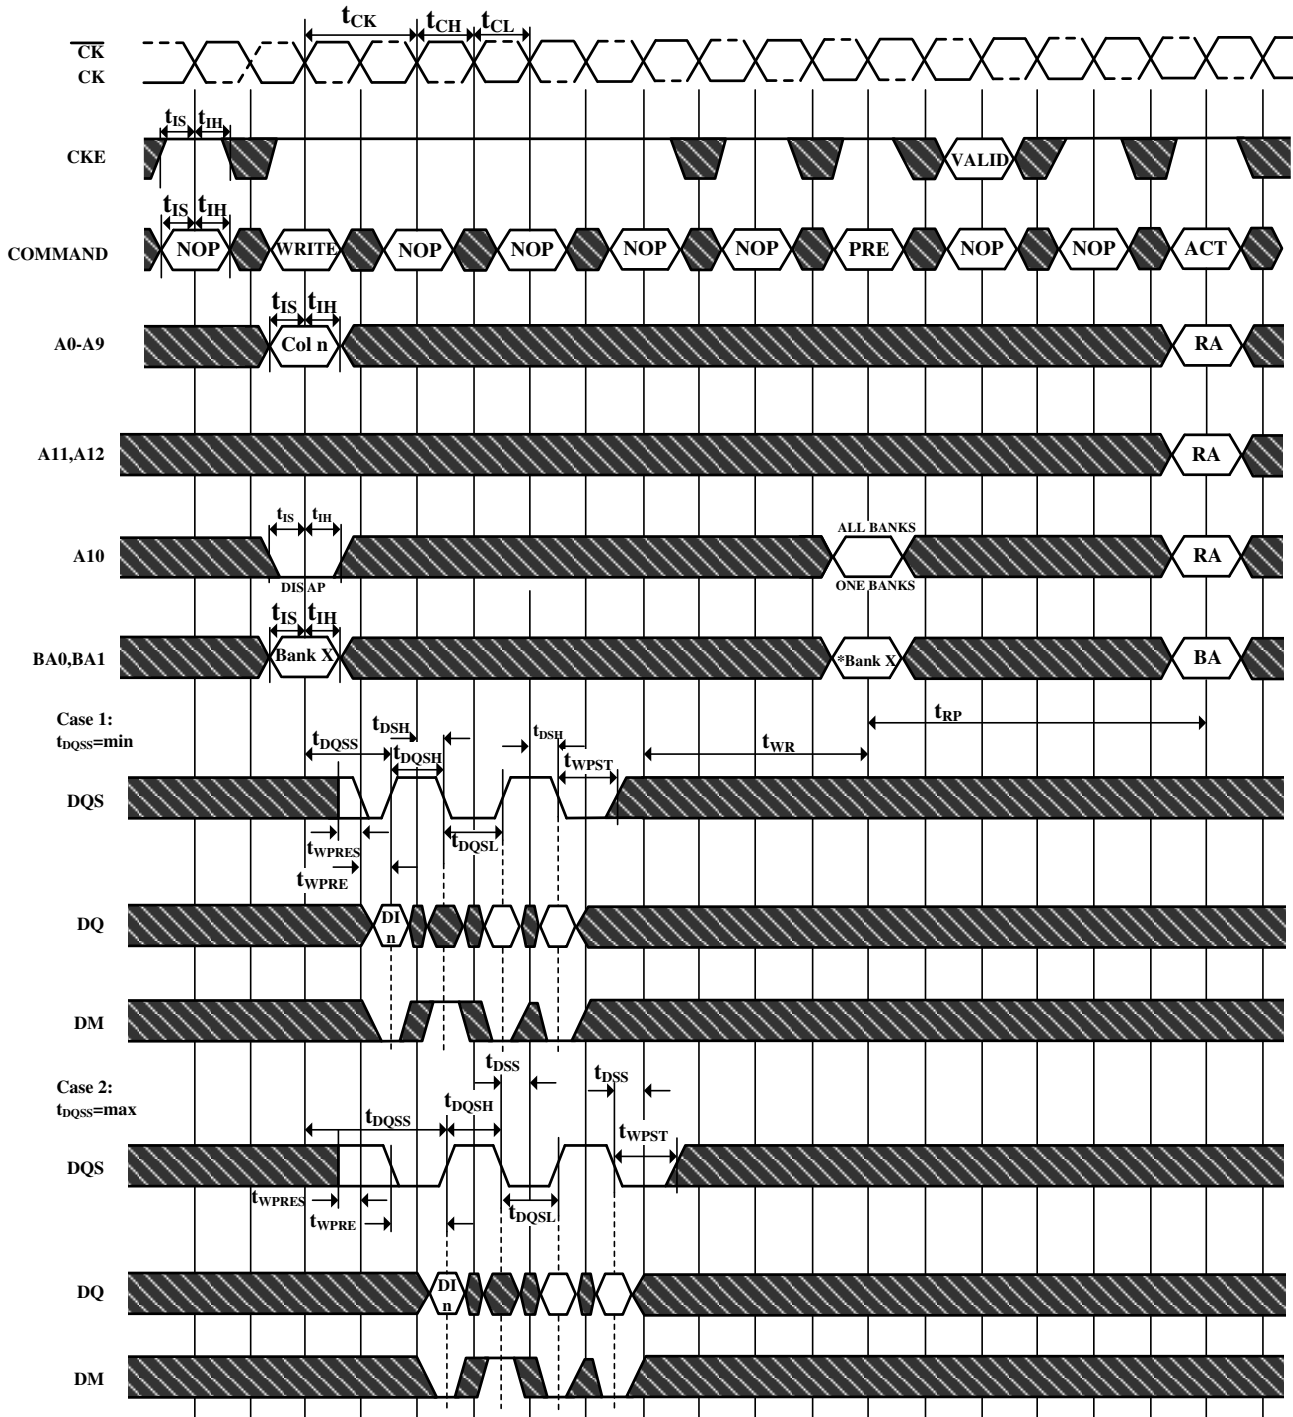 tCK tCH tCL
CK
CK
tIS tIH
CKE
VALID
tIS tIH
COMMAND
NOP WRITE NOP NOP NOP NOP PRE NOP NOP ACT
tIS tIH
A0-A9
Col n RA
A11,A12
RA
tIS tIH
ALL BANKS
A10
RA
DIS AP
ONE BANKS
tIS tIH
BA0,BA1
Bank X *Bank X BA
Case 1:
tDQSS=min
tDSH tDSH tRP
tDQSS tWR
tDQSH tWPST
DQS
tWPRES tDQSL
tWPRE
DQ
DI
n
DM
tDSS tDSS
Case 2:
tDQSS=max
tDQSS tDQSH
tWPST
DQS
tWPRES
tWPRE tDQSL
DQ
DI
n
DM